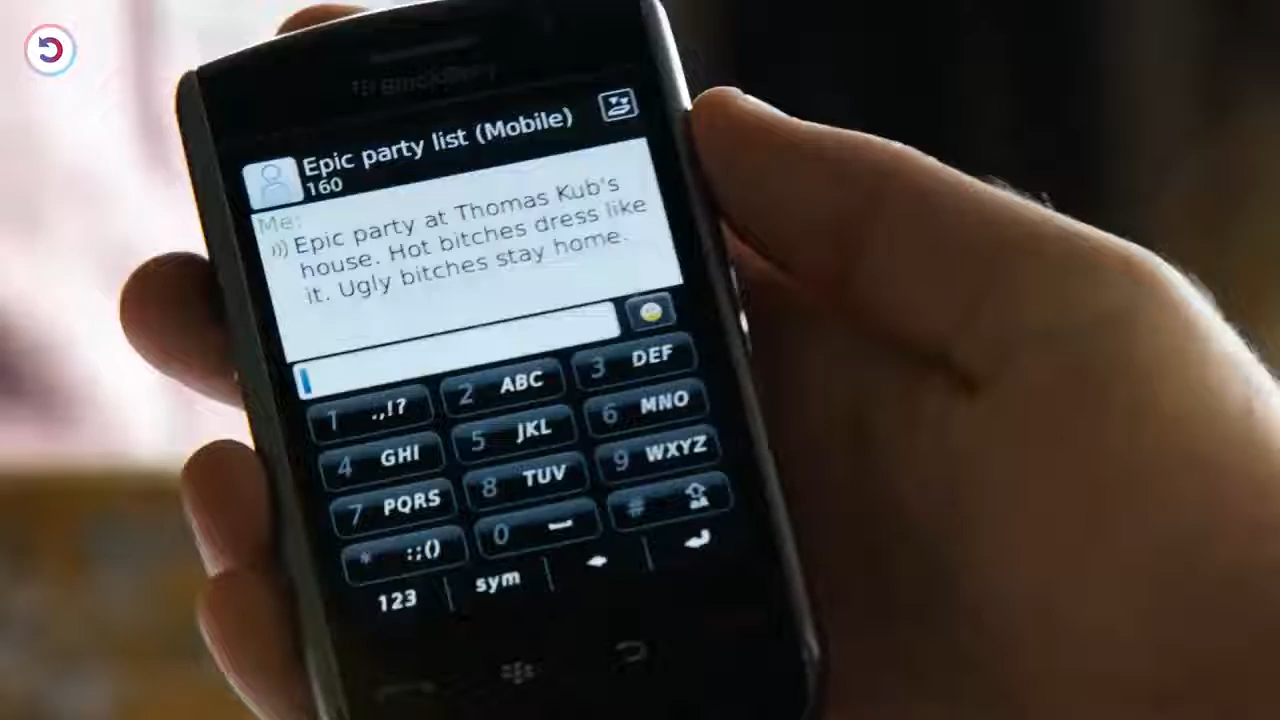 BlackBerry
Epic party list (Mobile)
160
Me:
Epic party at Thomas Kub's
house. Hot bitches dress like
it. Ugly bitches stay home.
1 .,!? 2 ABC 3 DEF
4 GHI 5 JKL 6 MNO
7 PQRS 8 TUV 9 WXYZ
* :;() 0 #
123 sym